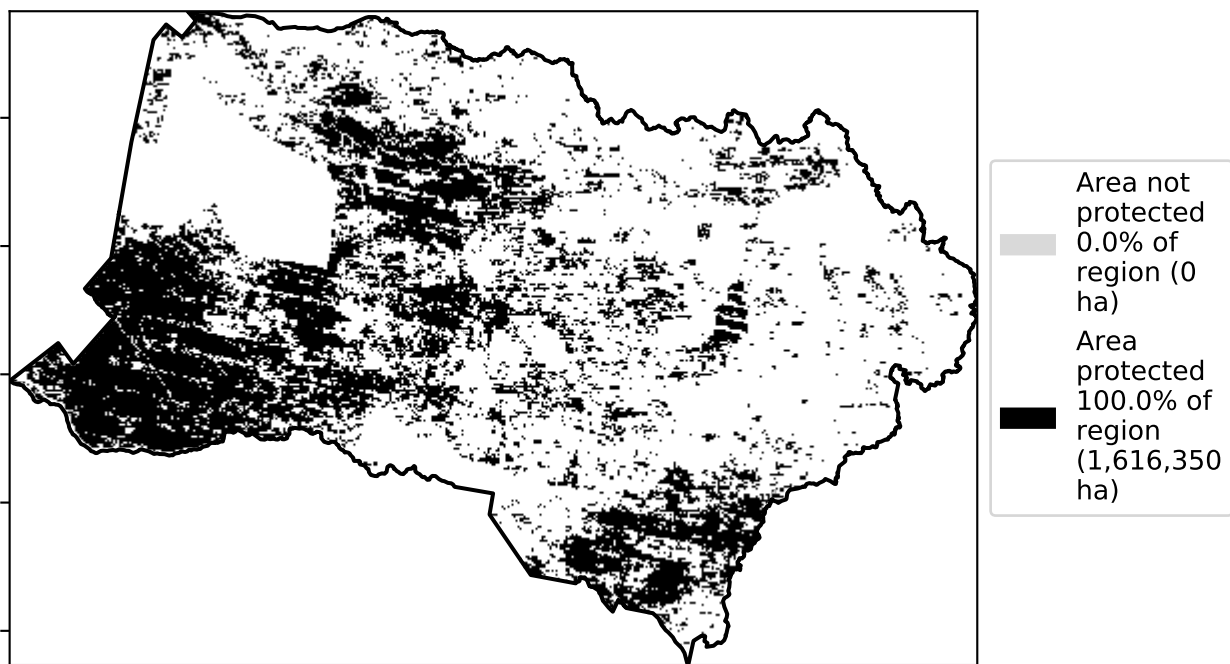 Area not
protected
0.0% of
region (0
ha)
Area
protected
100.0% of
region
(1,616,350
ha)